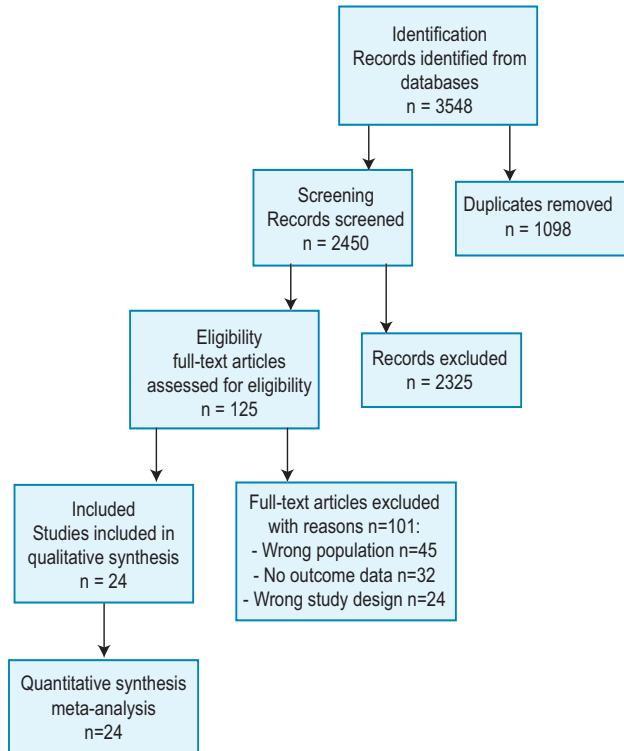 Identification
Records identified from
databases
n = 3548
Screening
Records screened
n = 2450
Duplicates removed
n = 1098
Eligibility
full-text articles
assessed for eligibility
n = 125
Records excluded
n = 2325
Included
Studies included in
qualitative synthesis
n = 24
Full-text articles excluded
with reasons n=101:
- Wrong population n=45
- No outcome data n=32
- Wrong study design n=24
Quantitative synthesis
meta-analysis
n=24